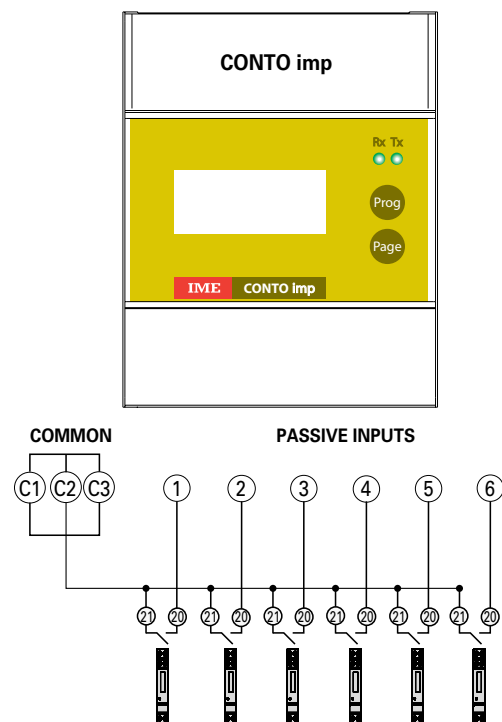 CONTO imp
Rx Tx
Prog
Page
IME CONTO imp
COMMON PASSIVE INPUTS
C1 C2 C3 1 2 3 4 5 6
21 20 21 20 21 20 21 20 21 20 21 20